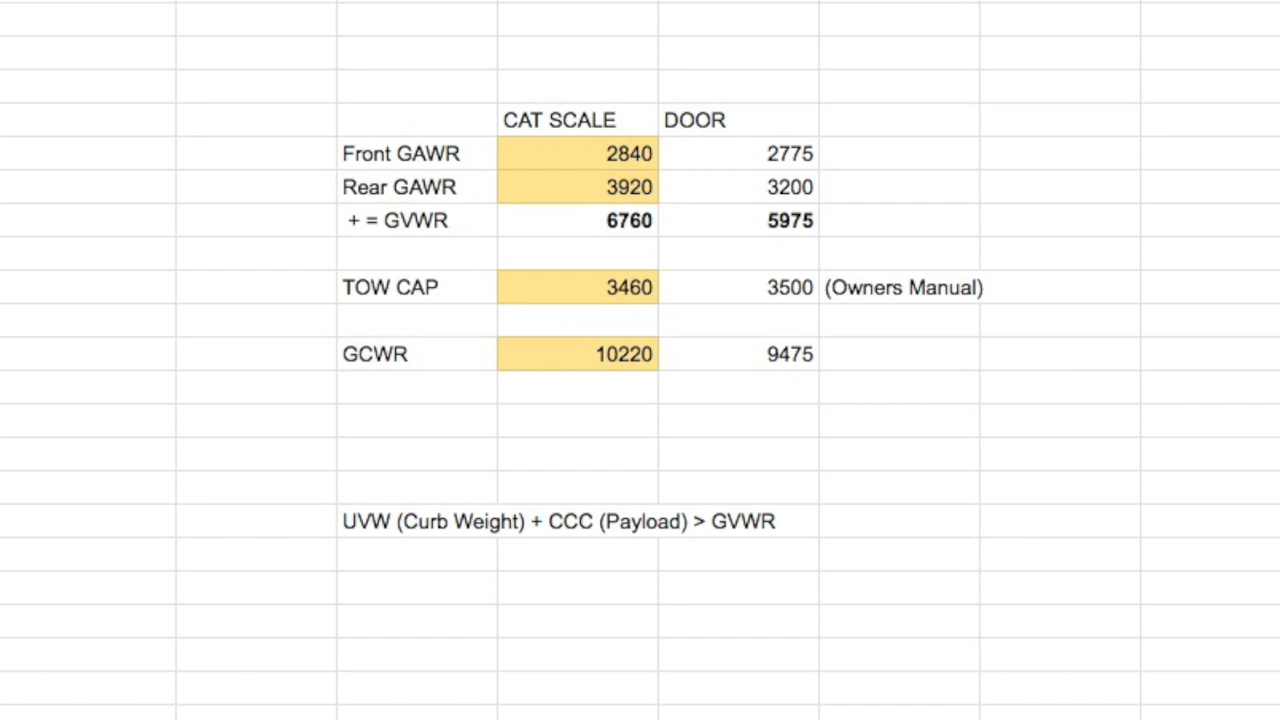 CAT SCALE DOOR
Front GAWR 2840 2775
Rear GAWR 3920 3200
+ = GVWR 6760 5975
TOW CAP 3460 3500 (Owners Manual)
GCWR 10220 9475
UVW (Curb Weight) + CCC (Payload) > GVWR